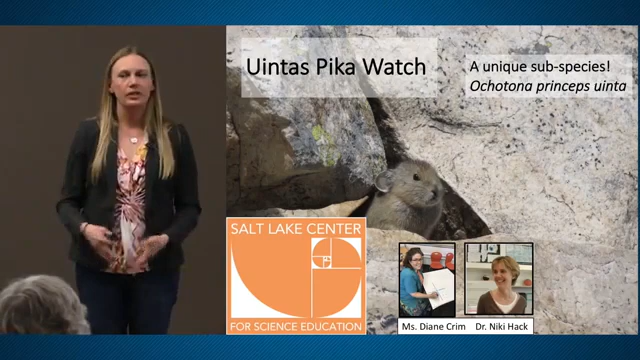 Uintas Pika Watch
A unique sub-species!
Ochotona princeps uinta
SALT LAKE CENTER
FOR SCIENCE EDUCATION
Ms. Diane Crim
Dr. Niki Hack